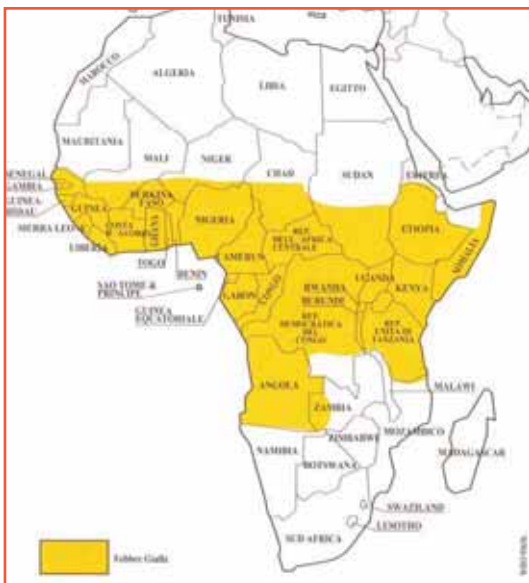 TUNISIA
MAROCCO
ALGERIA
LIBIA
EGITTO
MAURITANIA
MALI
NIGER
CIAD
SUDAN
ERITREA
SENEGAL
GAMBIA
GUINEA-
BISSAU
GUINEA
SIERRA LEONE
LIBERIA
COSTA
D'AVORIO
BURKINA
FASO
GHANA
TOGO
BENIN
NIGERIA
CAMERUN
REP.
DELL'AFRICA
CENTRALE
ETIOPIA
SOMALIA
SAO TOME &
PRINCIPE
GUINEA
EQUATORIALE
GABON
CONGO
RWANDA
BURUNDI
UGANDA
KENYA
REP.
DEMOCRATICA
DEL
CONGO
REP.
UNITA DI
TANZANIA
ANGOLA
ZAMBIA
MALAWI
MOZAMBICO
ZIMBABWE
MADAGASCAR
NAMIBIA
BOTSWANA
SWAZILAND
LESOTHO
SUD AFRICA
Febbre Gialla